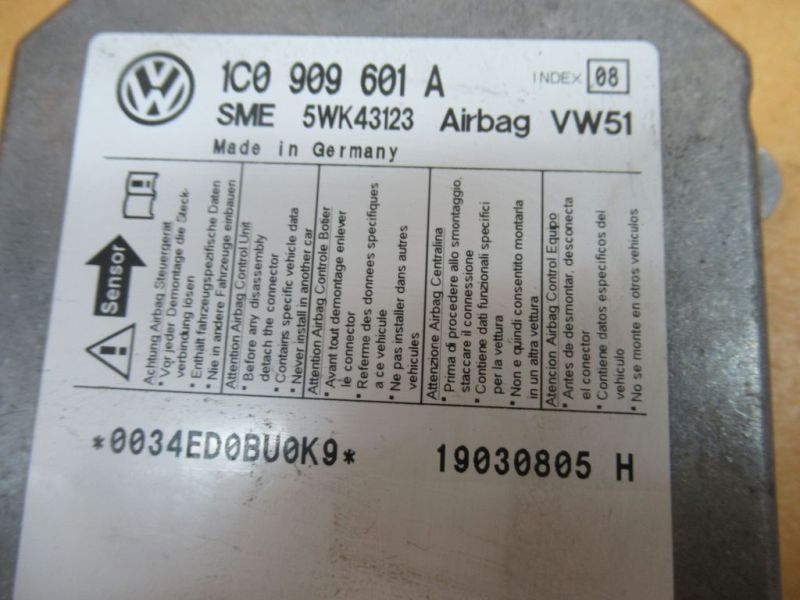 1C0 909 601 A INDEX 08
SME 5WK43123 Airbag VW51
Made in Germany
Sensor
Achtung Airbag Steuergerät
• Vor jeder Demontage die Steck-
verbindung lösen
• Enthält fahrzeugspezifische Daten
• Nie in andere Fahrzeuge einbauen
Attention Airbag Control Unit
• Before any disassembly
detach the connector
• Contains specific vehicle data
• Never install in another car
Attention Airbag Controle Botier
• Avant tout demontage enlever
le connector
• Referme des donnees specifiques
a ce vehicule
• Ne pas installer dans autres
vehicules
Attenzione Airbag Centralina
• Prima di procedere allo smontaggio,
staccare il connessione
• Contiene dati funzionali specifici
per la vettura
• Non e quindi consentito montarla
in un altra vettura
Atencion Airbag Control Equipo
• Antes de desmontar, desconecta
el conector
• Contiene datos especificos del
vehiculo
• No se monte en otros vehiculos
*0034ED0BU0K9* 19030805 H